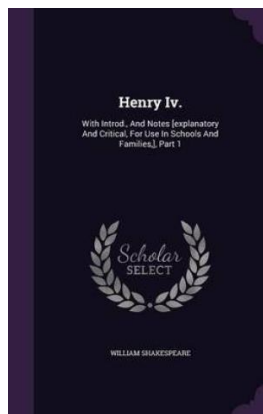 Henry Iv.
With Introd., And Notes [explanatory
And Critical, For Use In Schools And
Families,], Part 1
Scholar
SELECT
WILLIAM SHAKESPEARE